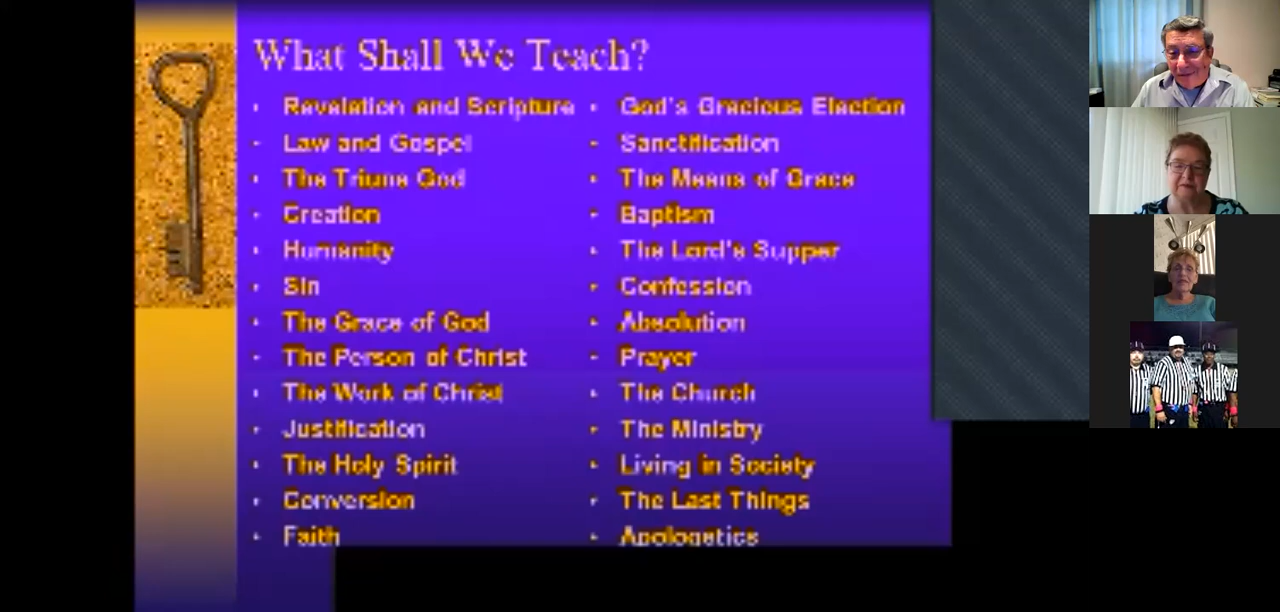 What Shall We Teach?
Revelation and Scripture
Law and Gospel
The Triune God
Creation
Humanity
Sin
The Grace of God
The Person of Christ
The Work of Christ
Justification
The Holy Spirit
Conversion
Faith
God's Gracious Election
Sanctification
The Means of Grace
Baptism
The Lord's Supper
Confession
Absolution
Prayer
The Church
The Ministry
Living in Society
The Last Things
Apologetics